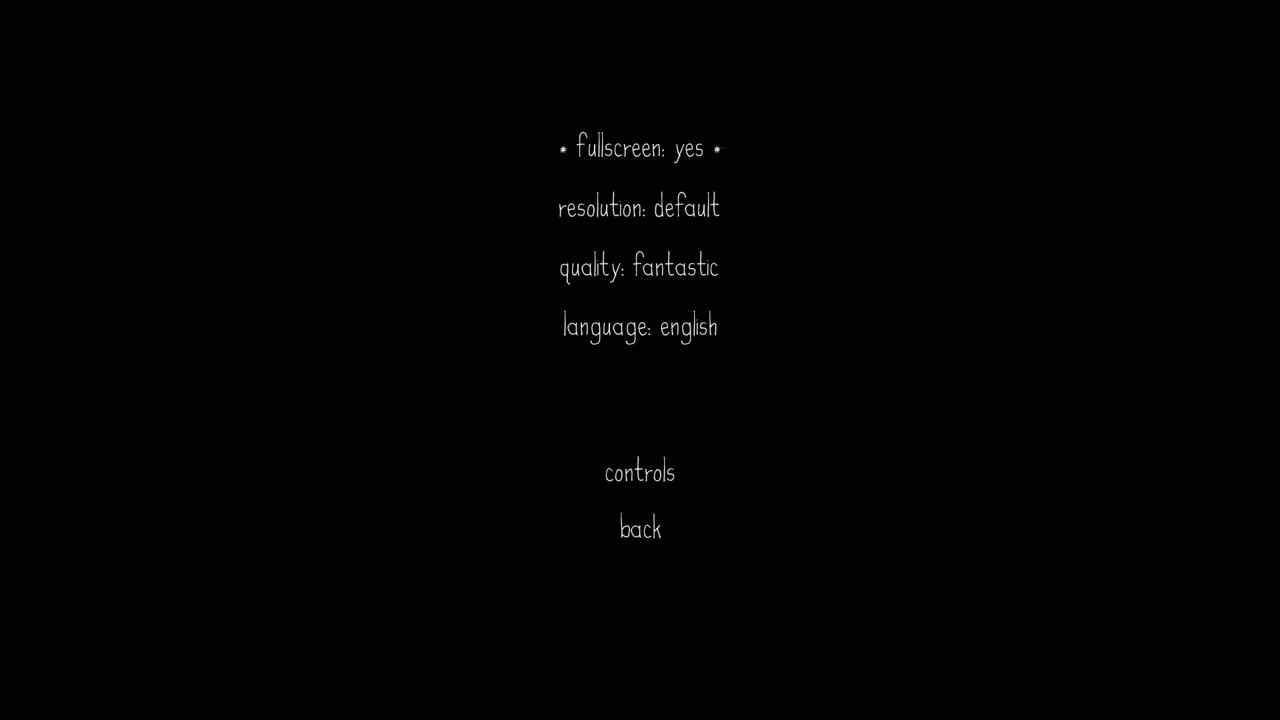 * fullscreen: yes *
resolution: default
quality: fantastic
language: english
controls
back